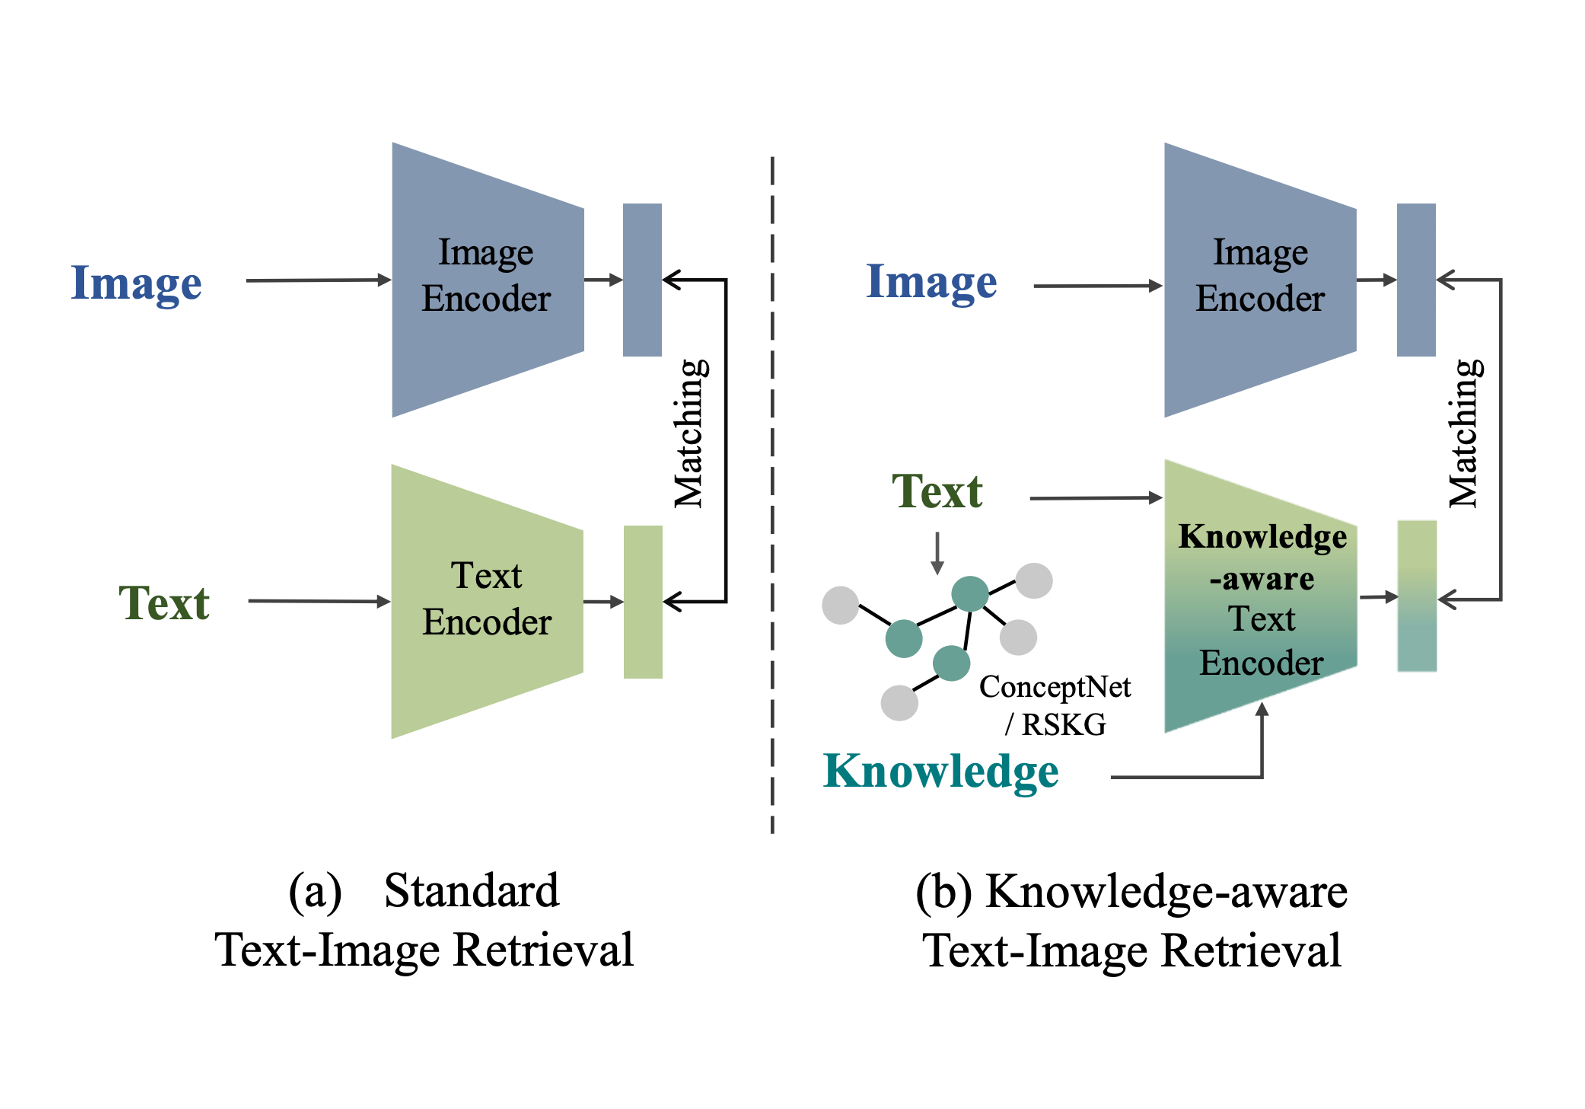 Image
Image
Encoder
Matching
Text
Text
Encoder
(a) Standard
Text-Image Retrieval
Image
Image
Encoder
Matching
Text
Knowledge
-aware
Text
Encoder
ConceptNet
/ RSKG
Knowledge
(b) Knowledge-aware
Text-Image Retrieval